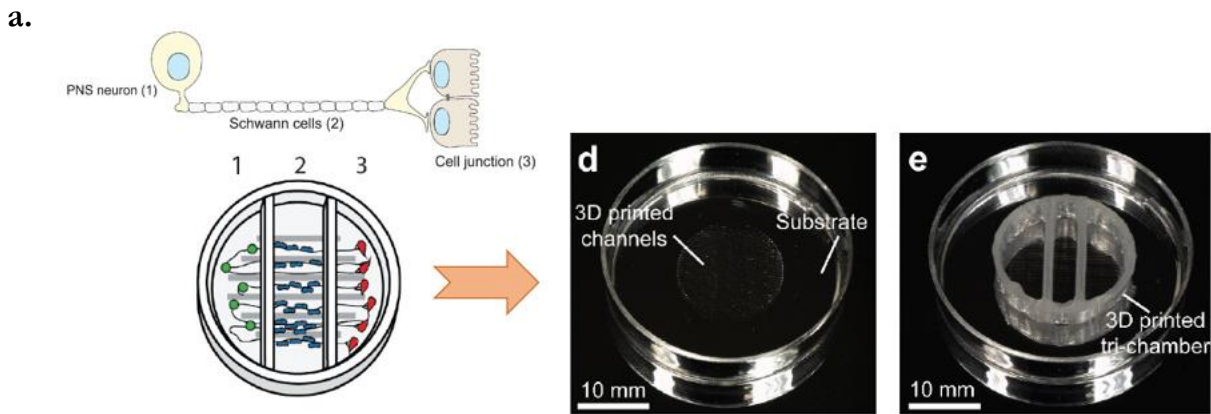 a.
PNS neuron (1)
Schwann cells (2)
Cell junction (3)
1 2 3
d
3D printed
channels
Substrate
10 mm
e
3D printed
tri-chamber
10 mm